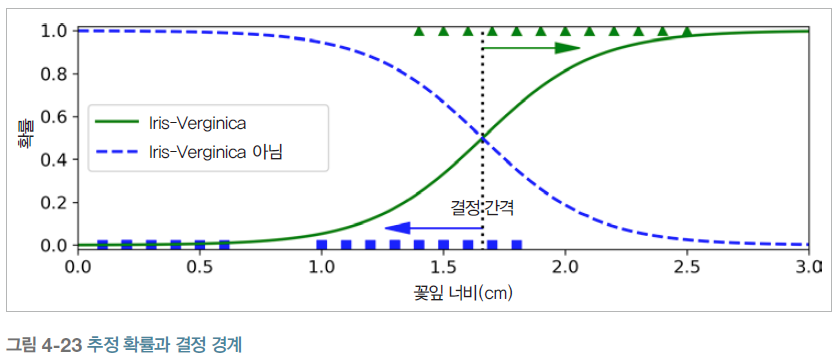 1.0
0.8
0.6
0.4
0.2
0.0
확률
Iris-Verginica
Iris-Verginica 아님
결정 간격
0.0 0.5 1.0 1.5 2.0 2.5 3.0
꽃잎 너비(cm)
그림 4-23 추정 확률과 결정 경계